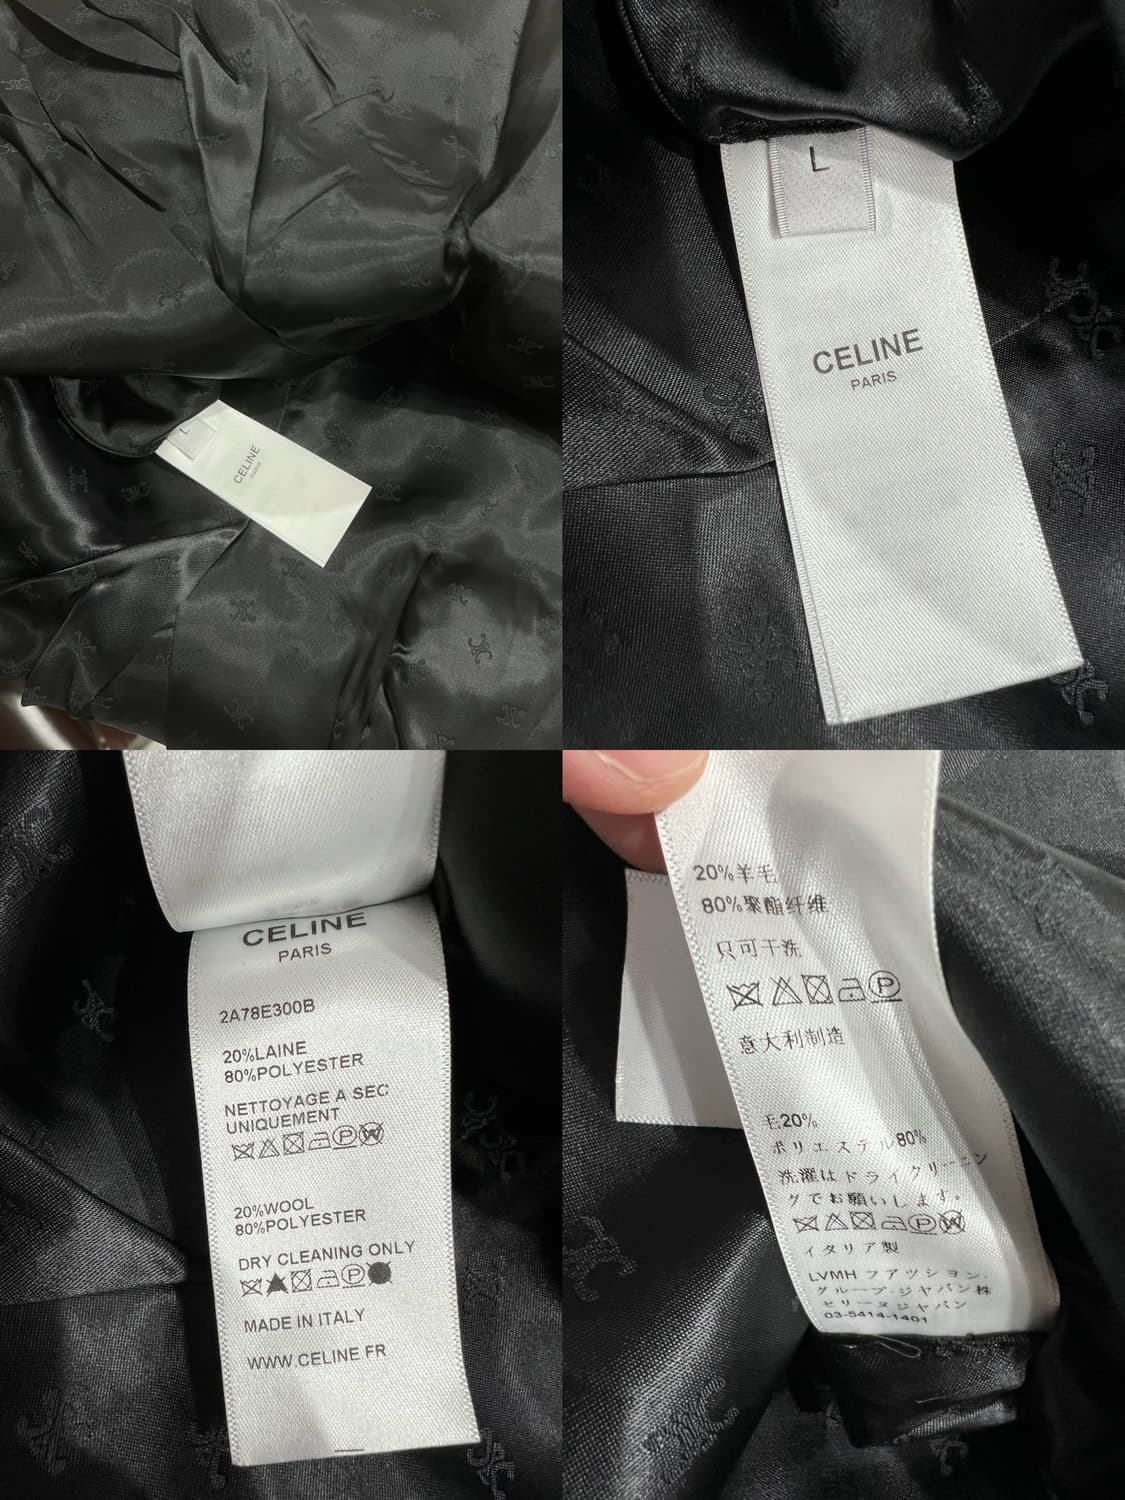 L
CELINE
PARIS
L
CELINE
PARIS
CELINE
PARIS
2A78E300B
20%LAINE
80%POLYESTER
NETTOYAGE A SEC
UNIQUEMENT
20%WOOL
80%POLYESTER
DRY CLEANING ONLY
MADE IN ITALY
WWW.CELINE.FR
20%羊毛
80%聚酯纤维
只可干洗
意大利制造
毛20%
ポリエステル80%
洗濯はドライクリーニン
グでお願いします。
イタリア製
LVMH ファッション.
グループ・ジャパン株
セリーヌジャパン
03-5414-1401